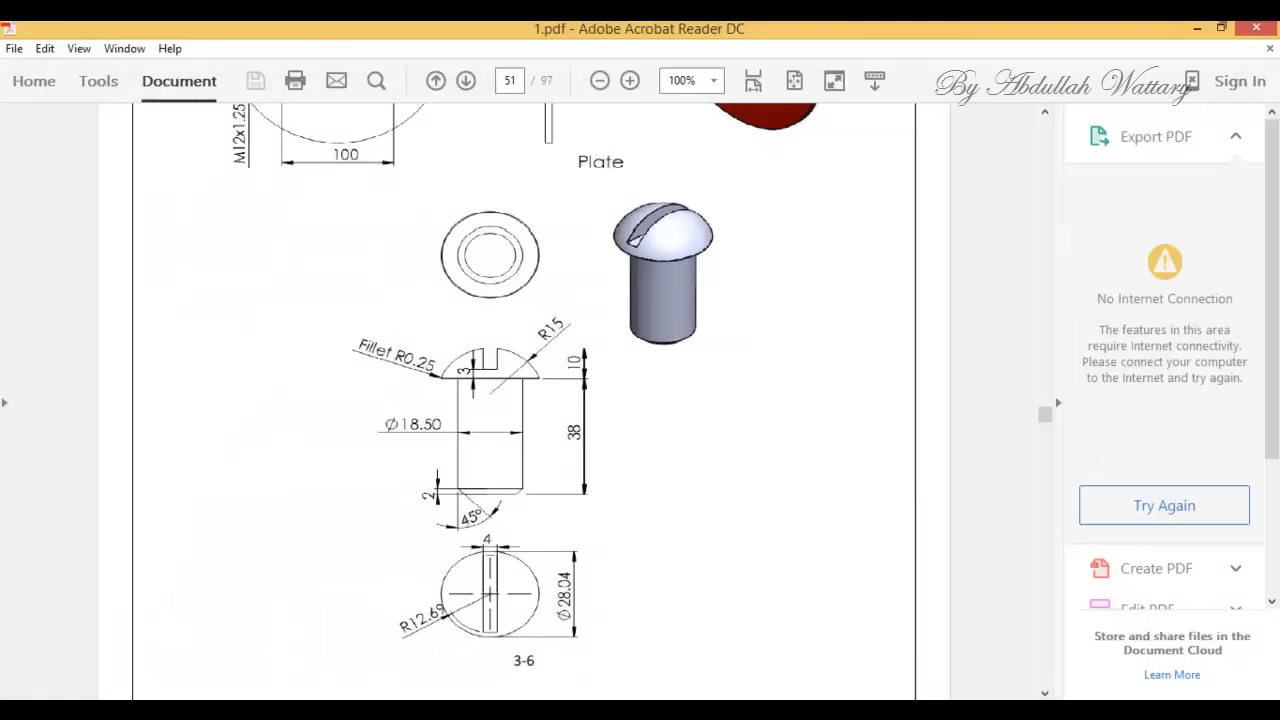 1.pdf - Adobe Acrobat Reader DC
File Edit View Window Help
Home Tools Document 51 / 97 100% Sign In
By Abdullah Wattary
M12x1.25
100
Plate
Export PDF
No Internet Connection
The features in this area
require Internet connectivity.
Please connect your computer
to the Internet and try again.
Try Again
Create PDF
Edit PDF
Store and share files in the
Document Cloud
Learn More
R15
Fillet R0.25
3
10
Ø18.50
38
2
45°
4
R12.69
Ø28.04
3-6